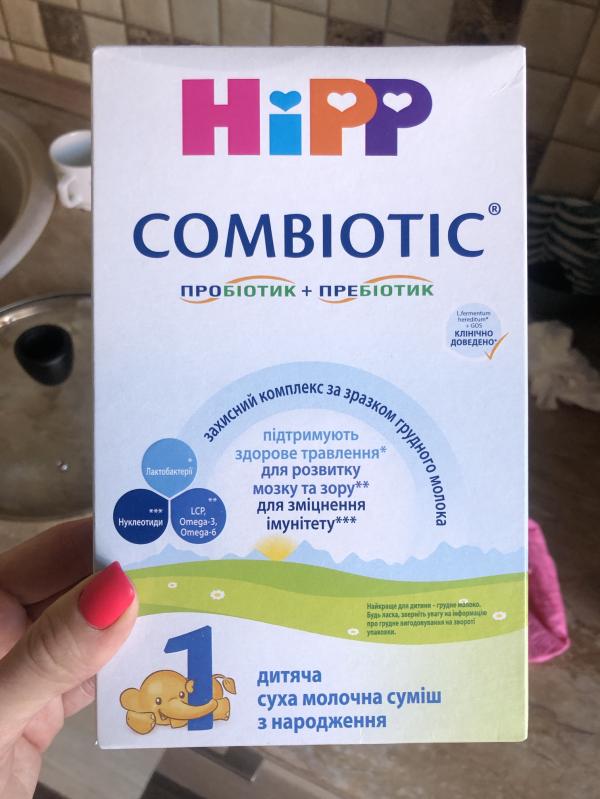 HiPP
COMBIOTIC®
ПРОБІОТИК + ПРЕБІОТИК
L.fermentum
hereditum*
+ GOS
КЛІНІЧНО
ДОВЕДЕНО*
захисний комплекс за зразком грудного молока
підтримують
здорове травлення*
для розвитку
мозку та зору**
для зміцнення
імунітету***
*
Лактобактерії
***
Нуклеотиди
**
LCP,
Omega-3,
Omega-6
Найкраще для дитини – грудне молоко.
Будь ласка, зверніть увагу на інформацію
про грудне вигодовування на звороті
упаковки.
1
дитяча
суха молочна суміш
з народження